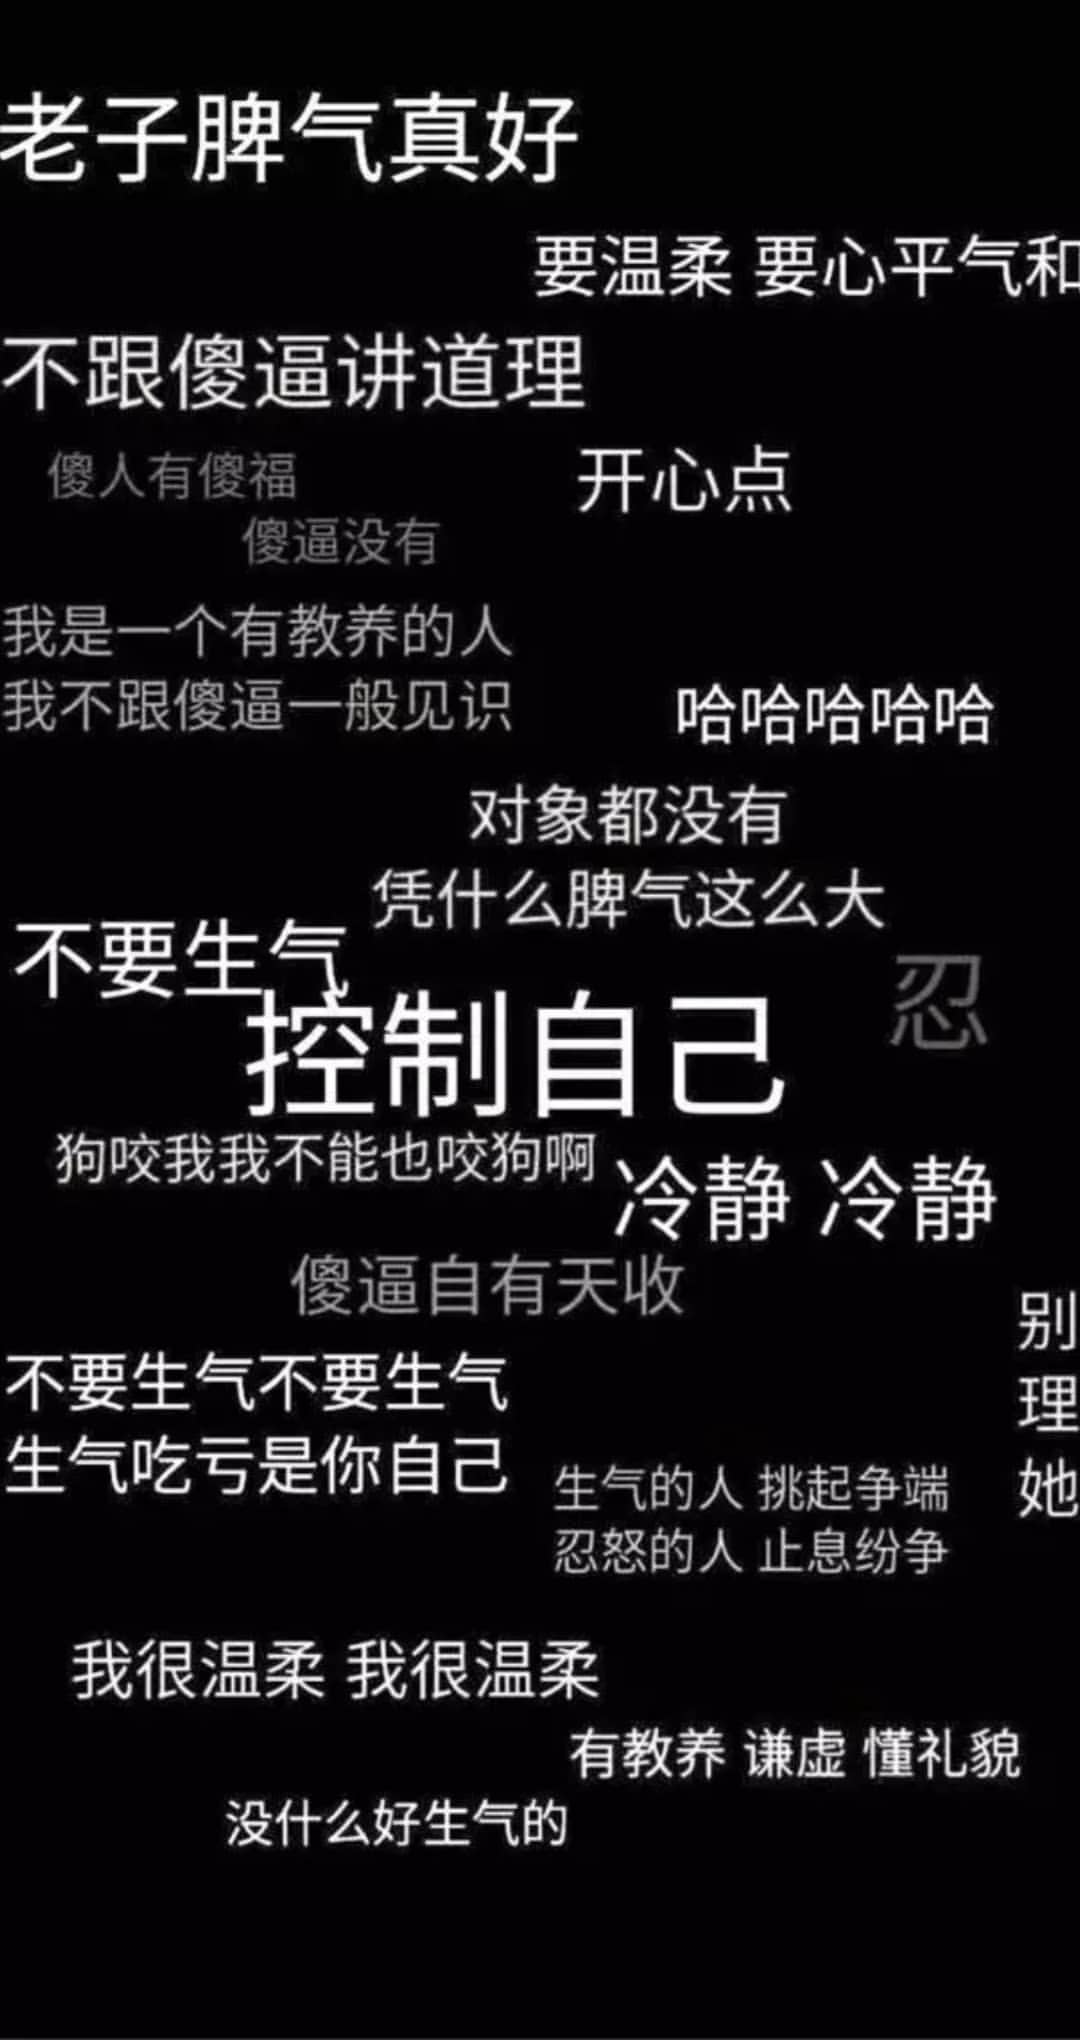 老子脾气真好
要温柔 要心平气和
不跟傻逼讲道理
傻人有傻福
开心点
傻逼没有
我是一个有教养的人
我不跟傻逼一般见识
哈哈哈哈哈
对象都没有
凭什么脾气这么大
不要生气
忍
控制自己
狗咬我我不能也咬狗啊
冷静 冷静
傻逼自有天收
别理她
不要生气不要生气
生气吃亏是你自己
生气的人 挑起争端
忍怒的人 止息纷争
我很温柔 我很温柔
有教养 谦虚 懂礼貌
没什么好生气的